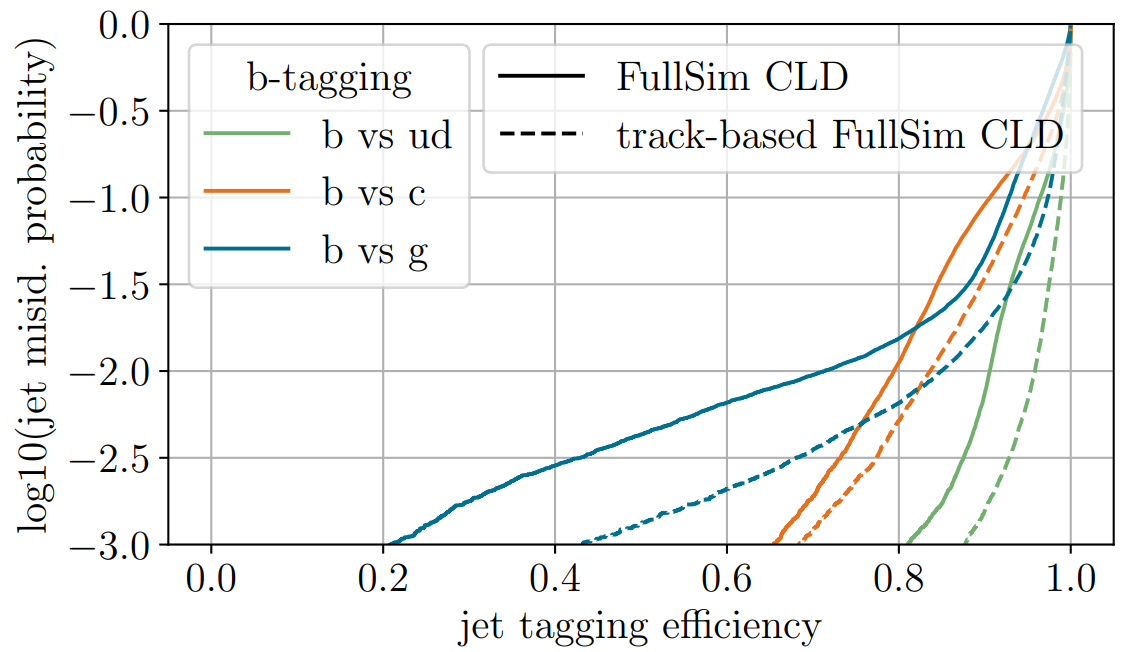 log10(jet misid. probability)
0.0
−0.5
−1.0
−1.5
−2.0
−2.5
−3.0
b-tagging
b vs ud
b vs c
b vs g
FullSim CLD
track-based FullSim CLD
0.0 0.2 0.4 0.6 0.8 1.0
jet tagging efficiency